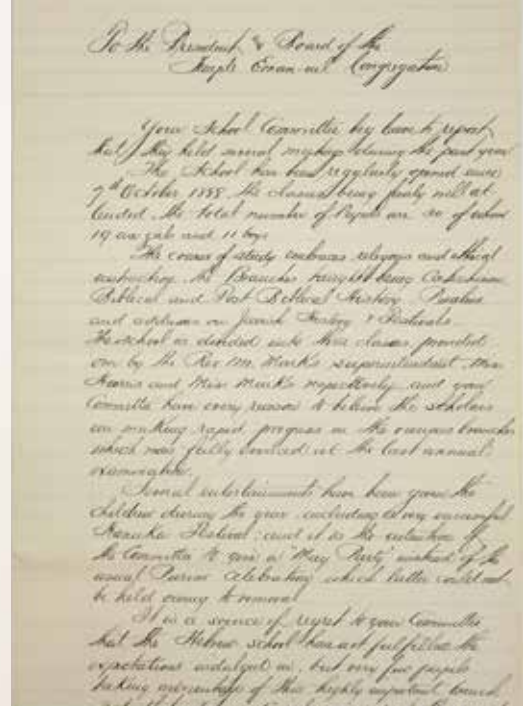 To the President & Board of the
Temple Eman-uel Congregation
Your School Committee beg leave to report,
that they held several meetings during the past year
The School has been regularly opened since
7th October 1888 the classes being fairly well at
tended, the total number of Pupils are 30 of whom
19 are girls and 11 boys
The course of study embraces religious and ethical
instruction, the Branches taught being Catechism
Biblical and Post Biblical History,
and addresses on Jewish History & Festivals.
The school is divided into three classes, presided
over by the Rev Mr. Marks superintendent, Miss
Harris and Miss Marks respectively, and your
Committee have every reason to believe the scholars
are making rapid progress in the various branches
which was fully evinced at the last annual
examination.
Several entertainments have been given the
children during the year, including a very successful
Hanuka Festival, and it is the intention of
the Committee to give a "May Party" instead of the
usual Purim Celebration which latter could not
be held owing to removal
It is a source of regret to your Committee
that the Hebrew school has not fulfilled the
expectations indulged in, but very few pupils
taking advantage of this highly important branch